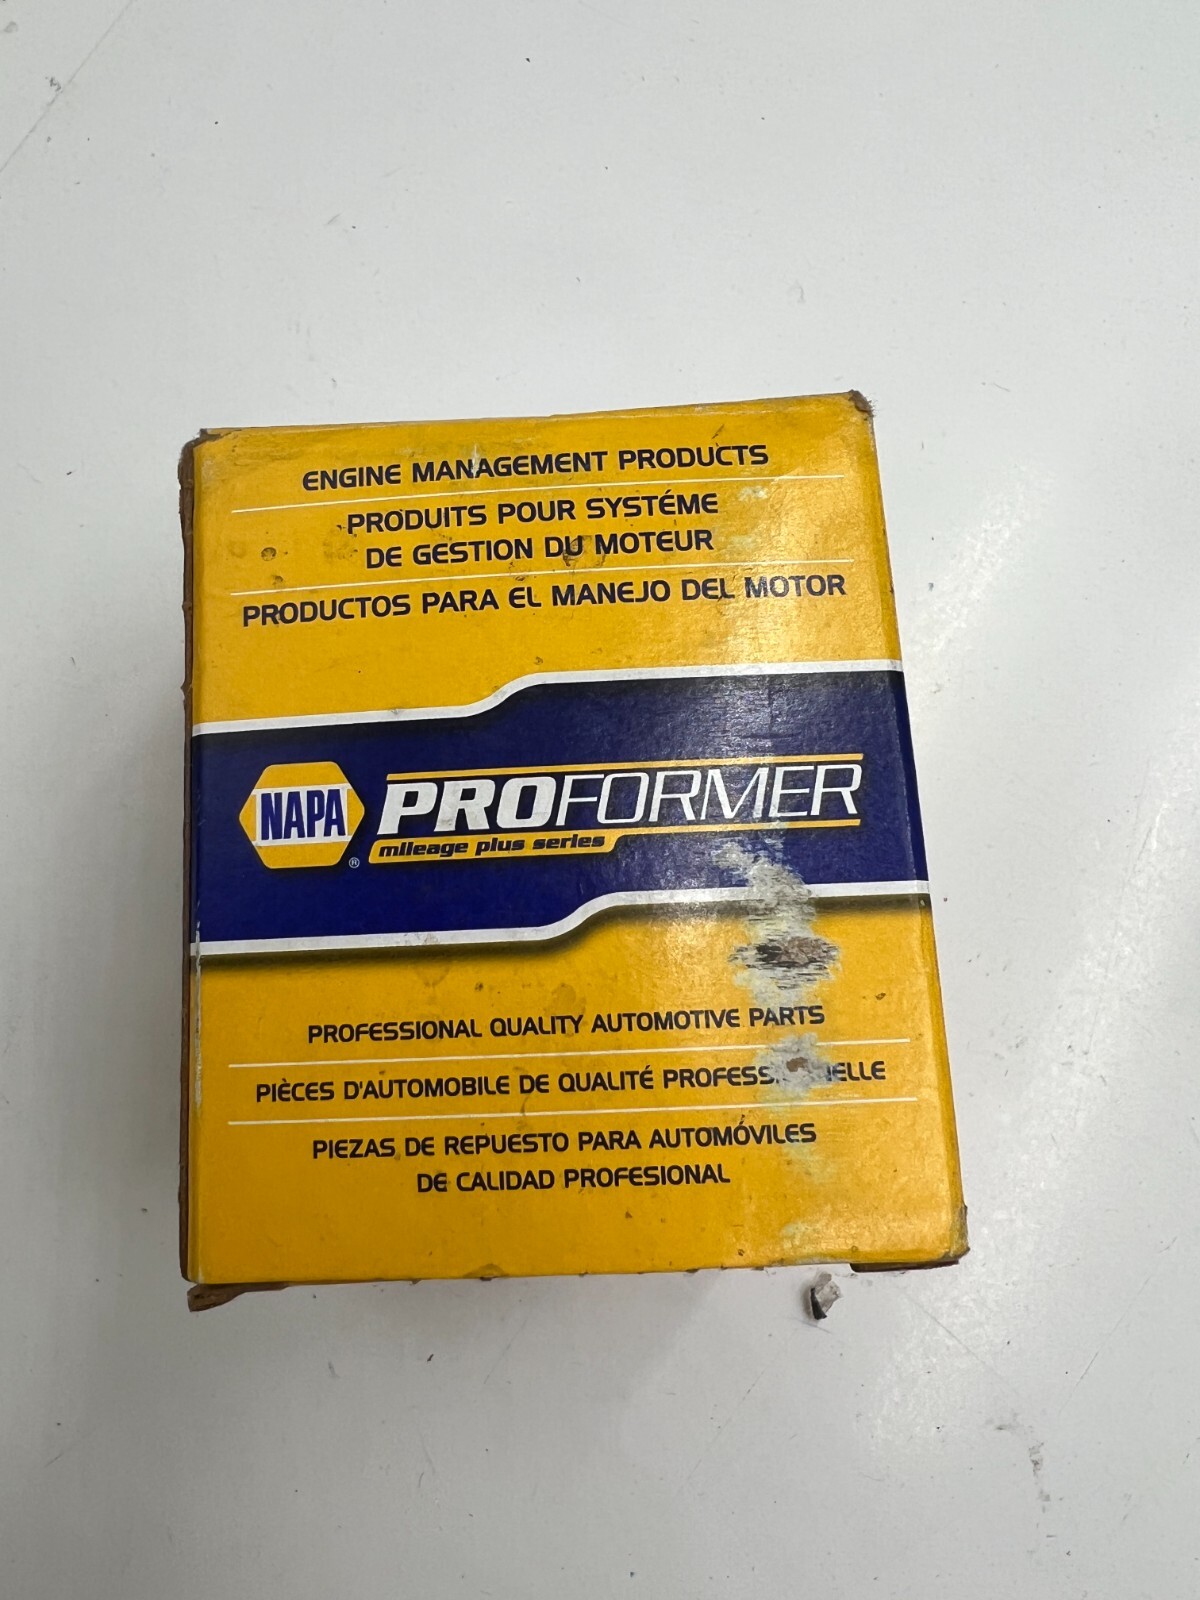 ENGINE MANAGEMENT PRODUCTS
PRODUITS POUR SYSTÉME
DE GESTION DU MOTEUR
PRODUCTOS PARA EL MANEJO DEL MOTOR
NAPA ® PROFORMER
mileage plus series
PROFESSIONAL QUALITY AUTOMOTIVE PARTS
PIÈCES D'AUTOMOBILE DE QUALITÉ
PIEZAS DE REPUESTO PARA AUTOMÓVILES
DE CALIDAD PROFESIONAL